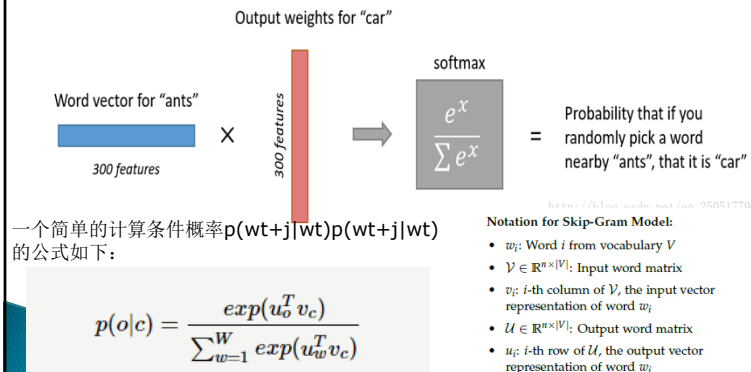 Output weights for “car”
softmax
Word vector for “ants”
300 features
×
300 features
e^x
∑ e^x
=
Probability that if you
randomly pick a word
nearby “ants”, that it is “car”
一个简单的计算条件概率p(wt+j|wt)p(wt+j|wt)
的公式如下：
p(o|c) = exp(u_o^T v_c) / ∑_{w=1}^{W} exp(u_w^T v_c)
Notation for Skip-Gram Model:
• w_i: Word i from vocabulary V
• 𝒱 ∈ ℝ^{n×|V|}: Input word matrix
• v_i: i-th column of 𝒱, the input vector
representation of word w_i
• 𝒰 ∈ ℝ^{n×|V|}: Output word matrix
• u_i: i-th row of 𝒰, the output vector
representation of word w_i